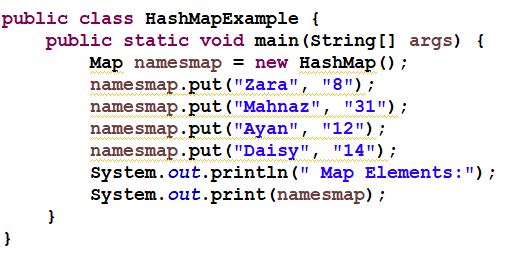 public class HashMapExample {
    public static void main(String[] args) {
        Map namesmap = new HashMap();
        namesmap.put("Zara", "8");
        namesmap.put("Mahnaz", "31");
        namesmap.put("Ayan", "12");
        namesmap.put("Daisy", "14");
        System.out.println(" Map Elements:");
        System.out.print(namesmap);
    }
}